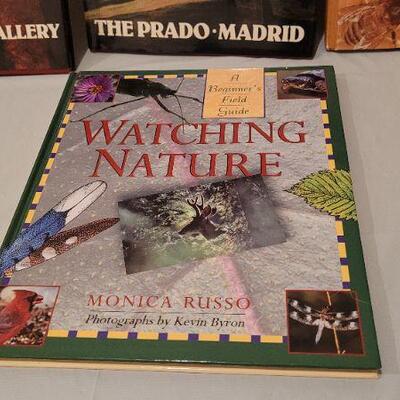 ALLERY
THE PRADO·MADRID
A
Beginner's
Field
Guide
WATCHING
NATURE
MONICA RUSSO
Photographs by Kevin Byron